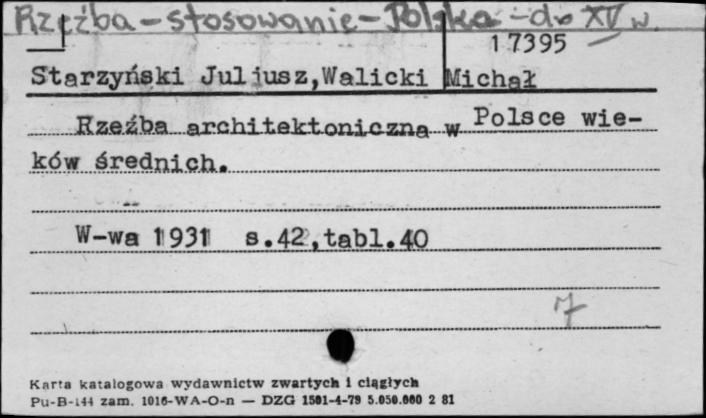 Rzeźba-stosowanie-Polska-do XV w.
17395
Starzyński Juljusz,Walicki Michał
Rzeźba architektoniczna w Polsce wie-
ków średnich.
W-wa 1931 s.42,tabl.40
7
Karta katalogowa wydawnictw zwartych i ciągłych
Pu-B-144 zam. 1016-WA-O-n — DZG 1501-4-79 5.050.000 2 81